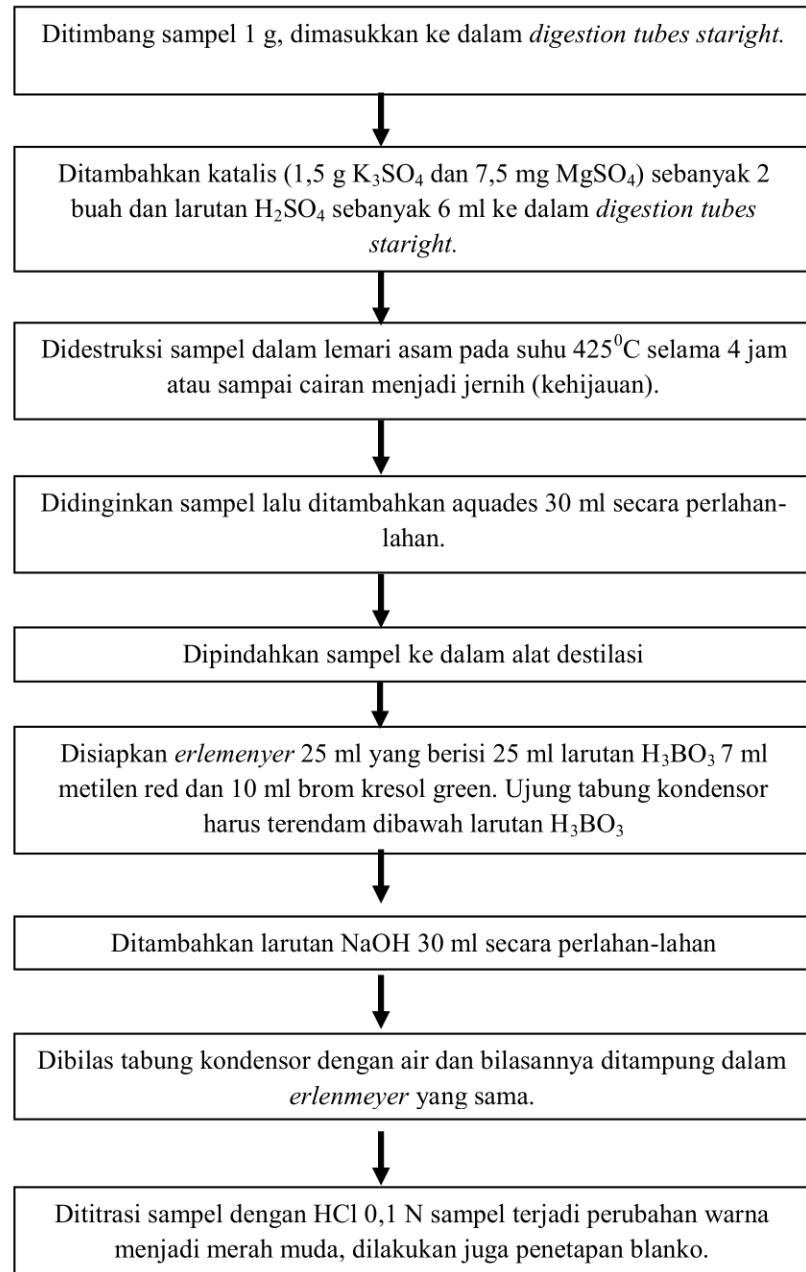 Ditimbang sampel 1 g, dimasukkan ke dalam digestion tubes staright.
Ditambahkan katalis (1,5 g K₃SO₄ dan 7,5 mg MgSO₄) sebanyak 2
buah dan larutan H₂SO₄ sebanyak 6 ml ke dalam digestion tubes
staright.
Didestruksi sampel dalam lemari asam pada suhu 425⁰C selama 4 jam
atau sampai cairan menjadi jernih (kehijauan).
Didinginkan sampel lalu ditambahkan aquades 30 ml secara perlahan-
lahan.
Dipindahkan sampel ke dalam alat destilasi
Disiapkan erlemenyer 25 ml yang berisi 25 ml larutan H₃BO₃ 7 ml
metilen red dan 10 ml brom kresol green. Ujung tabung kondensor
harus terendam dibawah larutan H₃BO₃
Ditambahkan larutan NaOH 30 ml secara perlahan-lahan
Dibilas tabung kondensor dengan air dan bilasannya ditampung dalam
erlenmeyer yang sama.
Dititrasi sampel dengan HCl 0,1 N sampel terjadi perubahan warna
menjadi merah muda, dilakukan juga penetapan blanko.